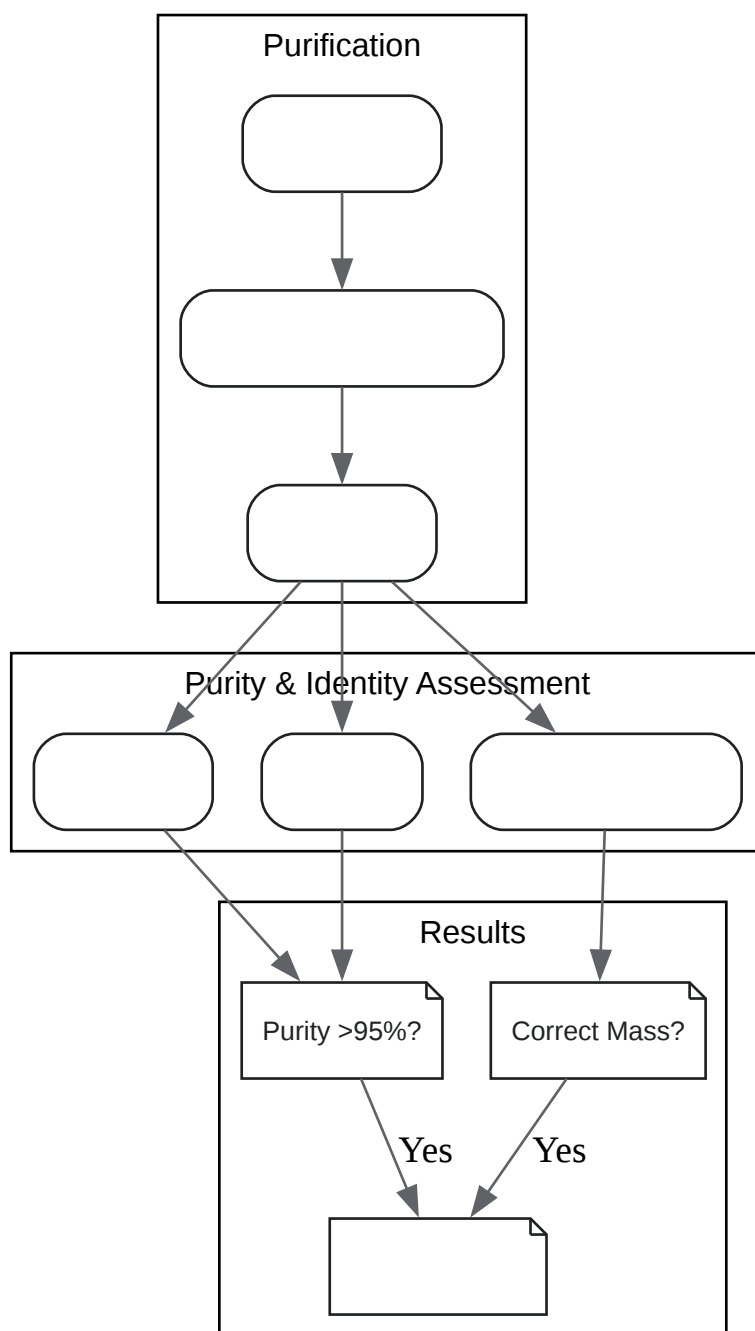 Purification
Purity & Identity Assessment
Results
Purity >95%?
Correct Mass?
Yes
Yes